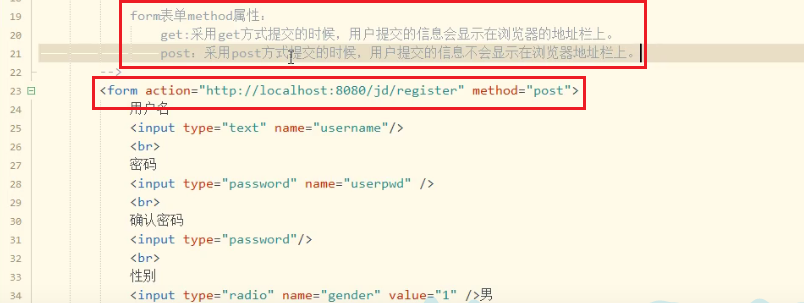 19 form表单method属性：
20 get:采用get方式提交的时候，用户提交的信息会显示在浏览器的地址栏上。
21 post：采用post方式提交的时候，用户提交的信息不会显示在浏览器地址栏上。
22 -->
23 <form action="http://localhost:8080/jd/register" method="post">
24 用户名
25 <input type="text" name="username"/>
26 <br>
27 密码
28 <input type="password" name="userpwd" />
29 <br>
30 确认密码
31 <input type="password"/>
32 <br>
33 性别
34 <input type="radio" name="gender" value="1" />男